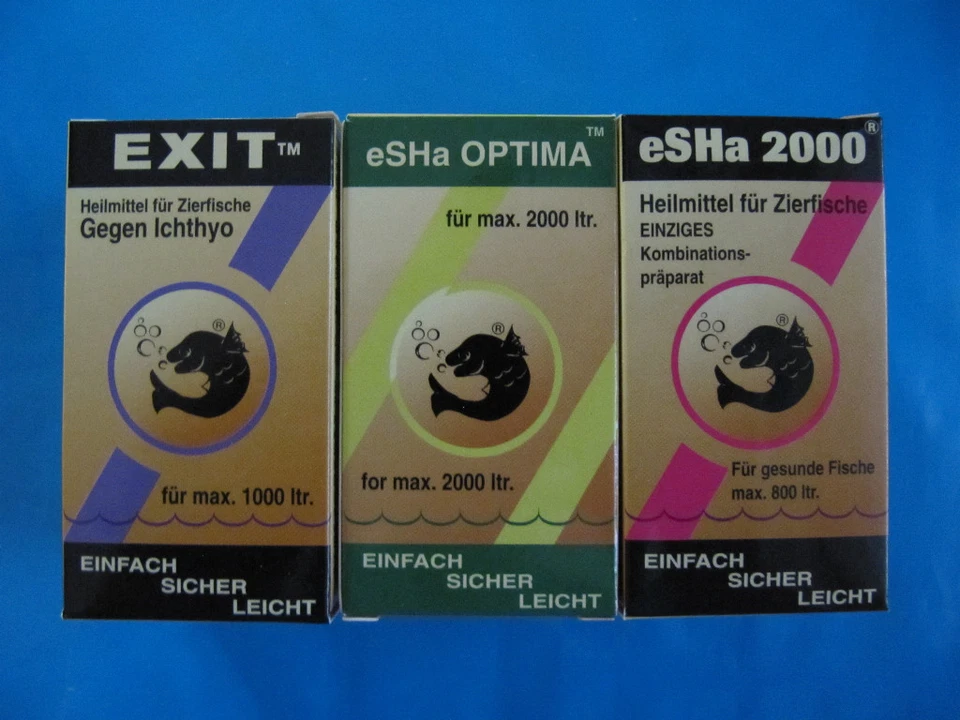 EXIT™
Heilmittel für Zierfische
Gegen Ichthyo
®
für max. 1000 ltr.
EINFACH
SICHER
LEICHT
eSHa OPTIMA™
für max. 2000 ltr.
®
for max. 2000 ltr.
EINFACH
SICHER
LEICHT
eSHa 2000®
Heilmittel für Zierfische
EINZIGES
Kombinations-
präparat
®
Für gesunde Fische
max. 800 ltr.
EINFACH
SICHER
LEICHT